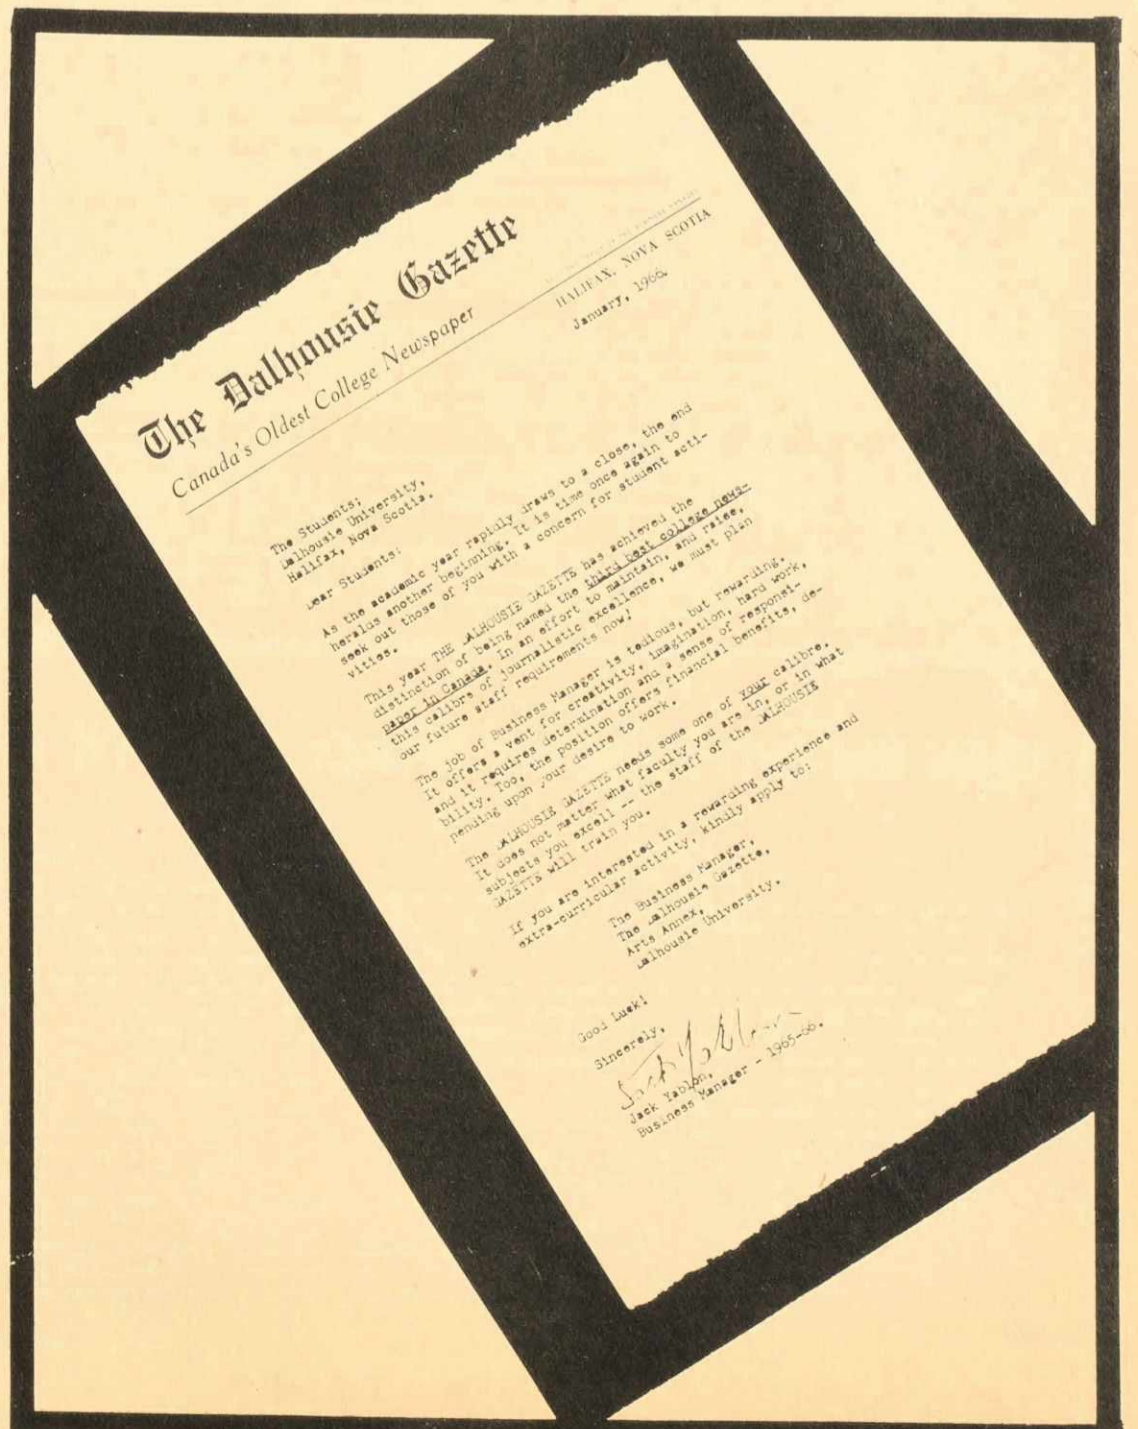 The Dalhousie Gazette
Canada's Oldest College Newspaper
HALIFAX, NOVA SCOTIA
January, 1966.
The Students;
Dalhousie University,
Halifax, Nova Scotia.
Dear Students:
As the academic year rapidly draws to a close, the end
heralds another beginning. It is time once again to
seek out those of you with a concern for student acti-
vities.
This year THE DALHOUSIE GAZETTE has achieved the
distinction of being named the third best college news-
paper in Canada. In an effort to maintain, and raise,
this calibre of journalistic excellence, we must plan
our future staff requirements now!
The job of Business Manager is tedious, but rewarding.
It offers a vent for creativity, imagination, hard work,
and it requires determination and a sense of responsi-
bility. Too, the position offers financial benefits, de-
pending upon your desire to work.
The DALHOUSIE GAZETTE needs some one of your calibre.
It does not matter what faculty you are in, or in what
subjects you excell -- the staff of the DALHOUSIE
GAZETTE will train you.
If you are interested in a rewarding experience and
extra-curricular activity, kindly apply to:
The Business Manager,
The Dalhousie Gazette,
Arts Annex,
Dalhousie University.
Good Luck!
Sincerely,
Jack Yablon
Jack Yablon,
Business Manager - 1965-66.